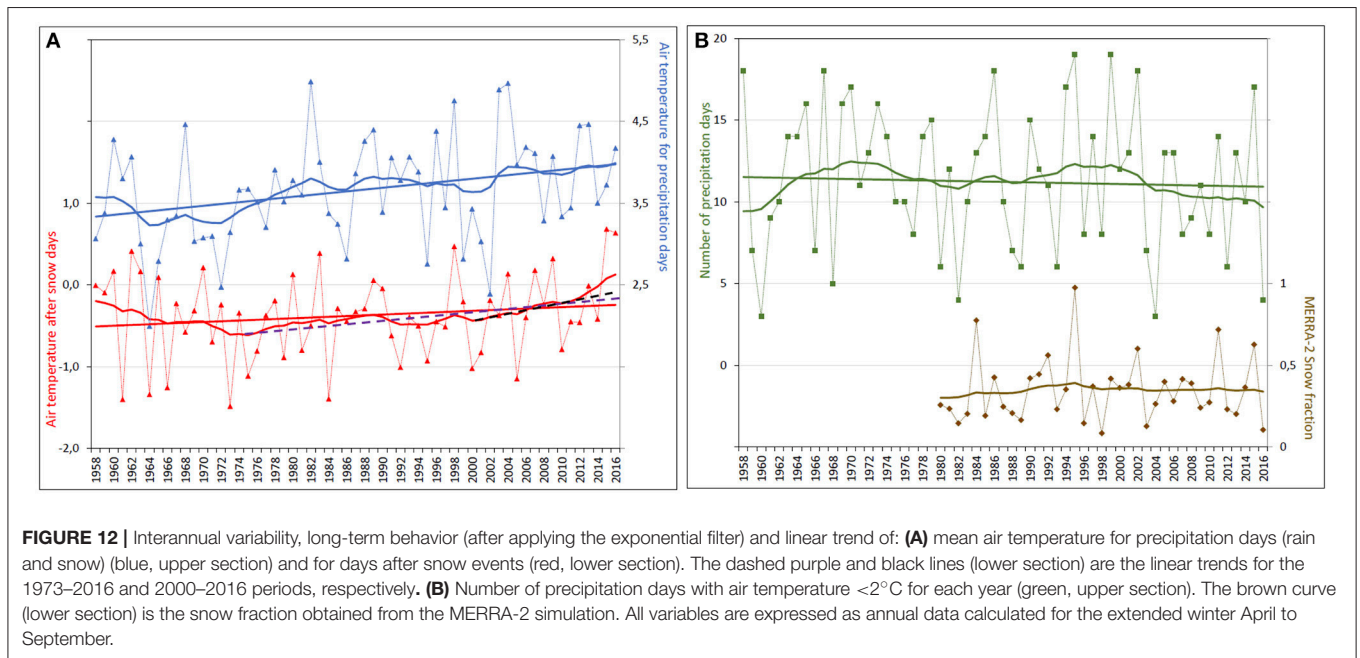 A
5,5
4,5
3,5
2,5
1,0
0,0
-1,0
-2,0
Air temperature after snow days
Air temperature for precipitation days
1958 1960 1962 1964 1966 1968 1970 1972 1974 1976 1978 1980 1982 1984 1986 1988 1990 1992 1994 1996 1998 2000 2002 2004 2006 2008 2010 2012 2014 2016
B
20
15
10
5
0
-5
1
0,5
0
Number of precipitation days
MERRA-2 Snow fraction
1958 1960 1962 1964 1966 1968 1970 1972 1974 1976 1978 1980 1982 1984 1986 1988 1990 1992 1994 1996 1998 2000 2002 2004 2006 2008 2010 2012 2014 2016
FIGURE 12 | Interannual variability, long-term behavior (after applying the exponential filter) and linear trend of: (A) mean air temperature for precipitation days (rain
and snow) (blue, upper section) and for days after snow events (red, lower section). The dashed purple and black lines (lower section) are the linear trends for the
1973–2016 and 2000–2016 periods, respectively. (B) Number of precipitation days with air temperature <2°C for each year (green, upper section). The brown curve
(lower section) is the snow fraction obtained from the MERRA-2 simulation. All variables are expressed as annual data calculated for the extended winter April to
September.